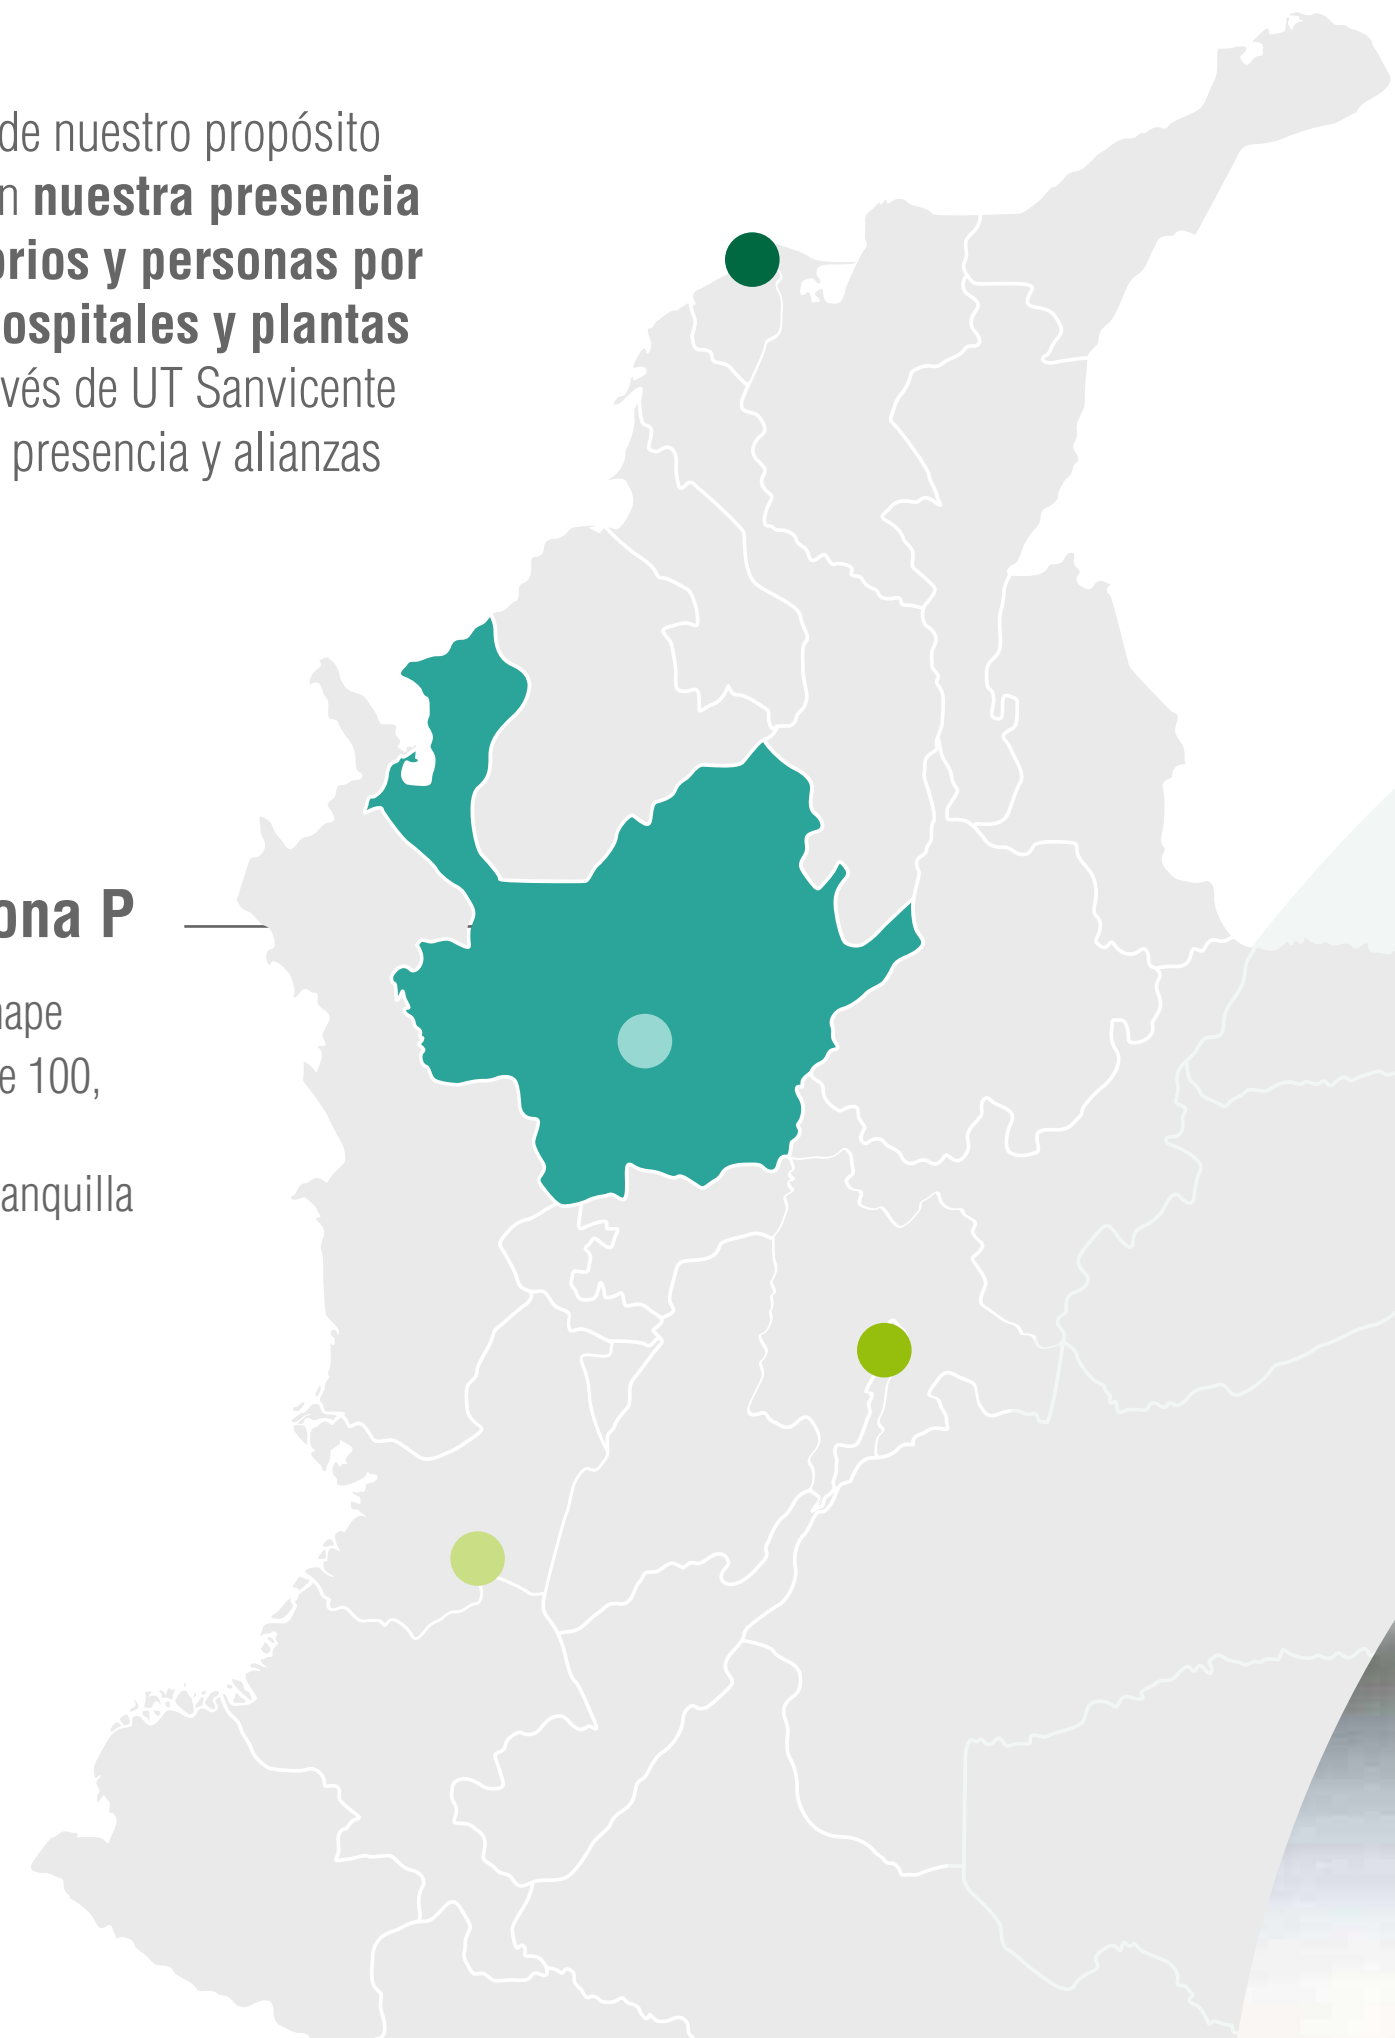 de nuestro propósito
n nuestra presencia
orios y personas por
ospitales y plantas
vés de UT Sanvicente
presencia y alianzas
ona P
nape
e 100,
anquilla